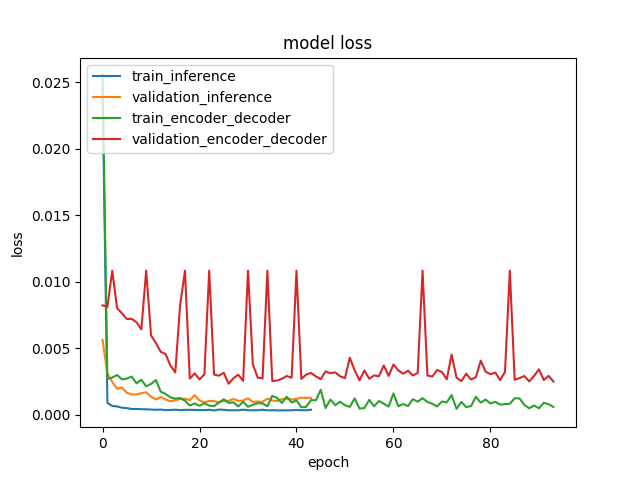 model loss
train_inference
validation_inference
train_encoder_decoder
validation_encoder_decoder
0.025
0.020
0.015
0.010
0.005
0.000
loss
0 20 40 60 80
epoch